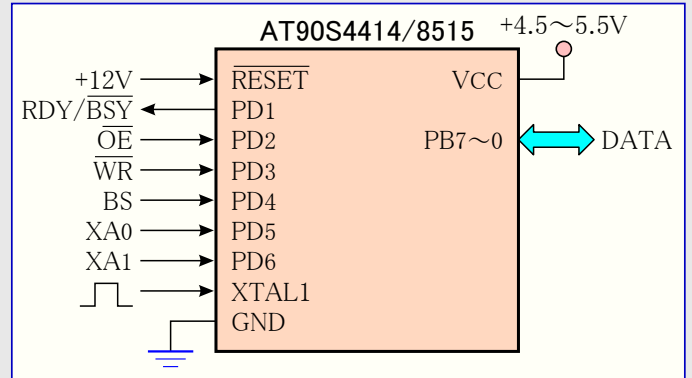 AT90S4414/8515
+4.5～5.5V
+12V RESET VCC
RDY/BSY PD1
OE PD2 PB7～0 DATA
WR PD3
BS PD4
XA0 PD5
XA1 PD6
XTAL1
GND